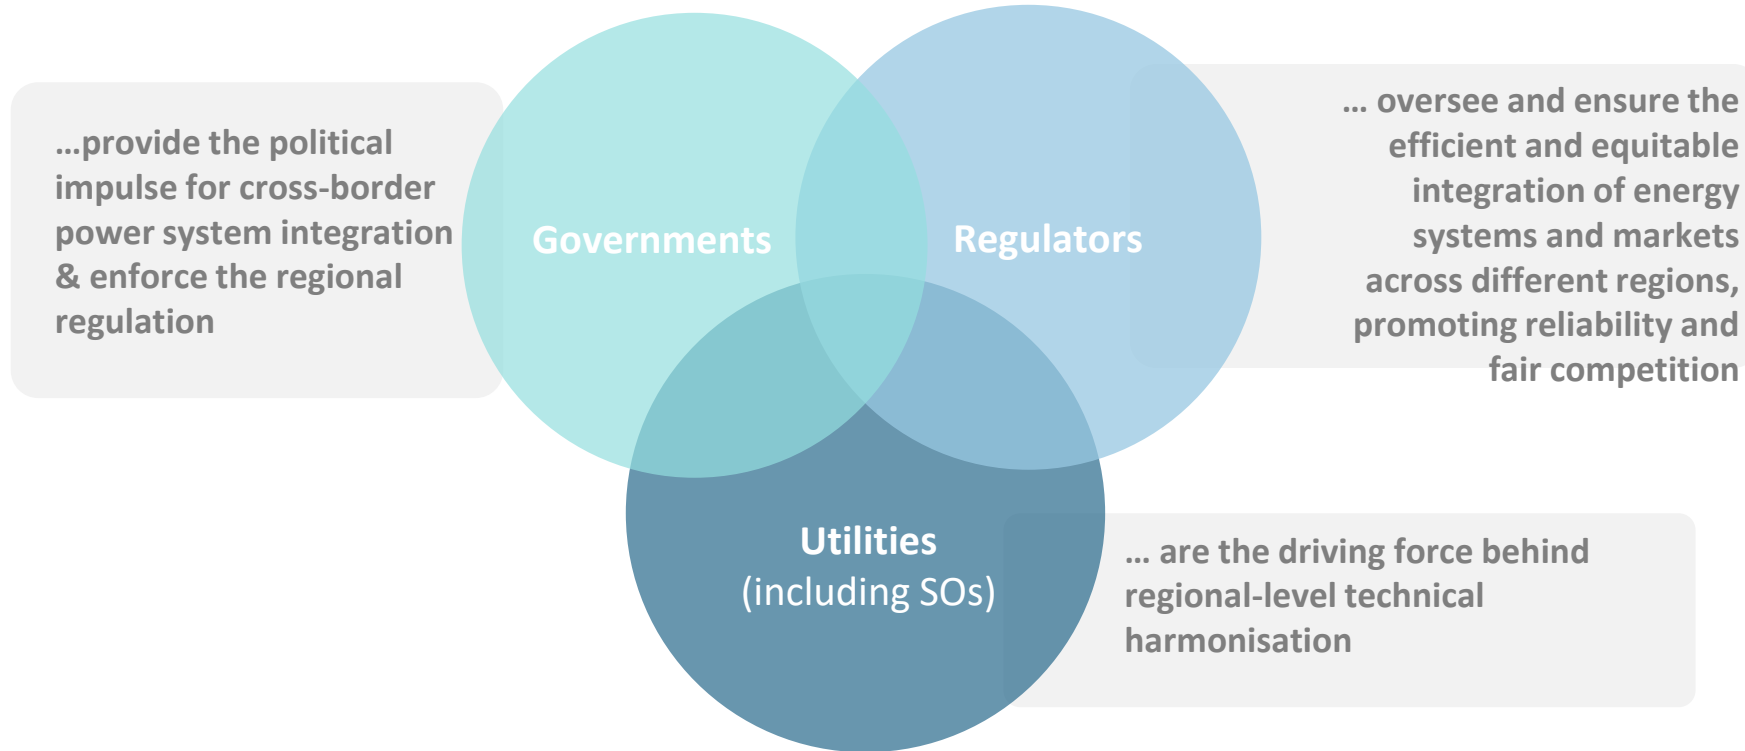 …provide the political
impulse for cross-border
power system integration
& enforce the regional
regulation
Governments
Regulators
… oversee and ensure the
efficient and equitable
integration of energy
systems and markets
across different regions,
promoting reliability and
fair competition
Utilities
(including SOs)
… are the driving force behind
regional-level technical
harmonisation